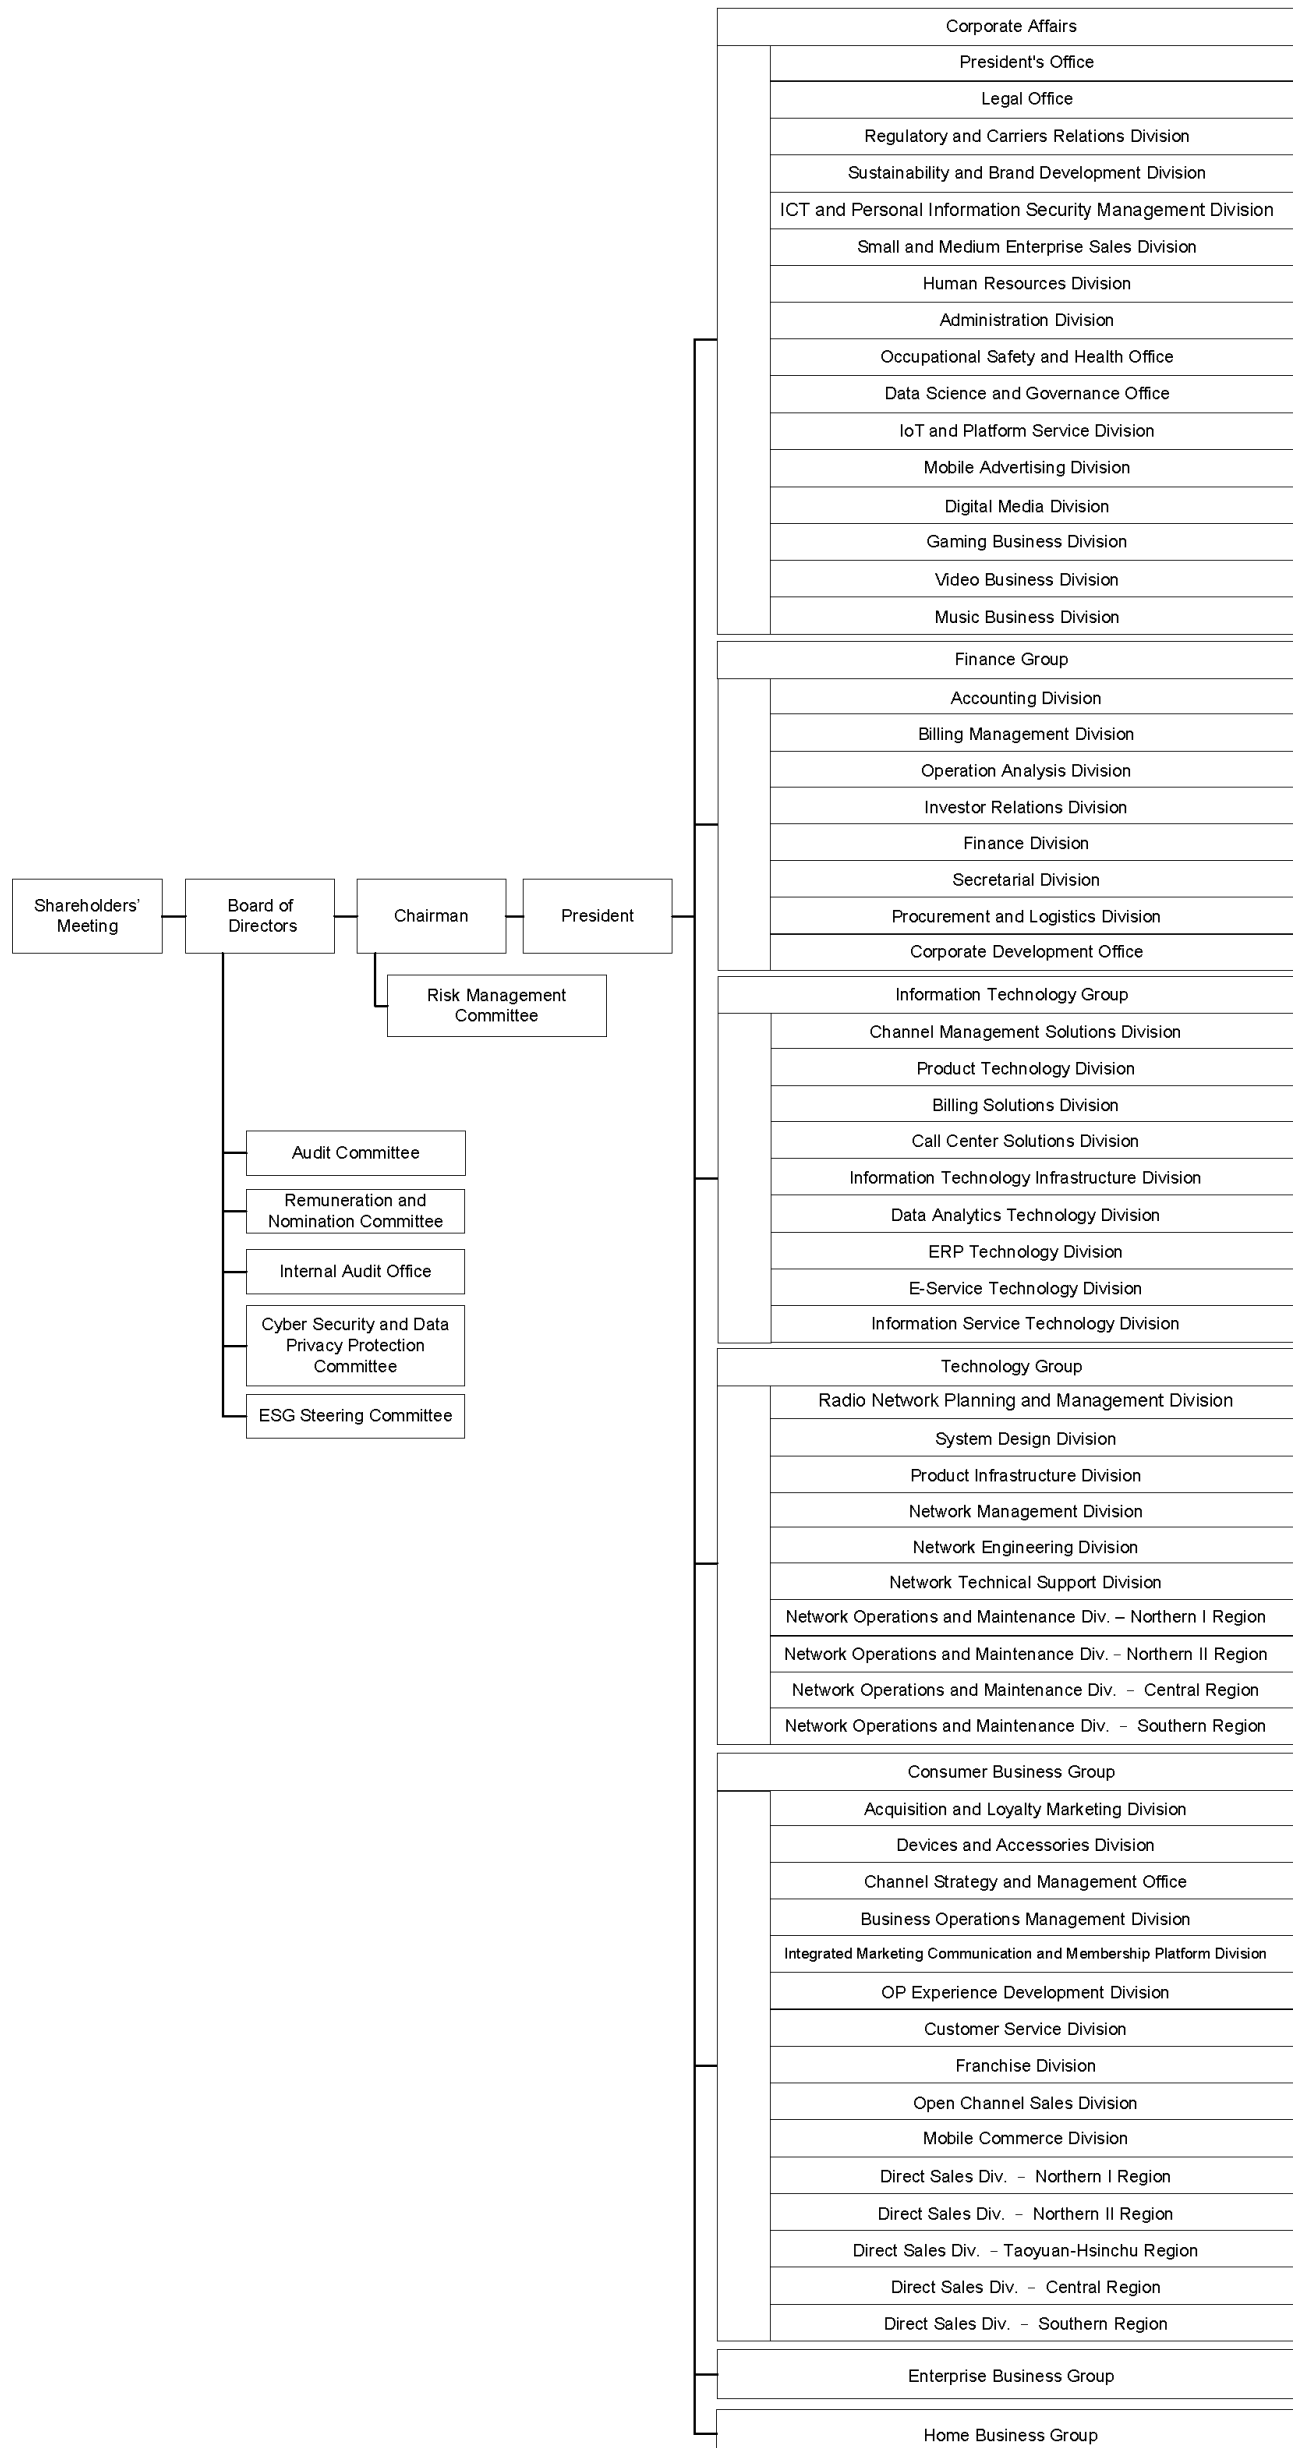 Shareholders'
Meeting
Board of
Directors
Chairman
President
Risk Management
Committee
Audit Committee
Remuneration and
Nomination Committee
Internal Audit Office
Cyber Security and Data
Privacy Protection
Committee
ESG Steering Committee
Corporate Affairs
President's Office
Legal Office
Regulatory and Carriers Relations Division
Sustainability and Brand Development Division
ICT and Personal Information Security Management Division
Small and Medium Enterprise Sales Division
Human Resources Division
Administration Division
Occupational Safety and Health Office
Data Science and Governance Office
IoT and Platform Service Division
Mobile Advertising Division
Digital Media Division
Gaming Business Division
Video Business Division
Music Business Division
Finance Group
Accounting Division
Billing Management Division
Operation Analysis Division
Investor Relations Division
Finance Division
Secretarial Division
Procurement and Logistics Division
Corporate Development Office
Information Technology Group
Channel Management Solutions Division
Product Technology Division
Billing Solutions Division
Call Center Solutions Division
Information Technology Infrastructure Division
Data Analytics Technology Division
ERP Technology Division
E-Service Technology Division
Information Service Technology Division
Technology Group
Radio Network Planning and Management Division
System Design Division
Product Infrastructure Division
Network Management Division
Network Engineering Division
Network Technical Support Division
Network Operations and Maintenance Div. – Northern I Region
Network Operations and Maintenance Div. – Northern II Region
Network Operations and Maintenance Div. – Central Region
Network Operations and Maintenance Div. – Southern Region
Consumer Business Group
Acquisition and Loyalty Marketing Division
Devices and Accessories Division
Channel Strategy and Management Office
Business Operations Management Division
Integrated Marketing Communication and Membership Platform Division
OP Experience Development Division
Customer Service Division
Franchise Division
Open Channel Sales Division
Mobile Commerce Division
Direct Sales Div. – Northern I Region
Direct Sales Div. – Northern II Region
Direct Sales Div. – Taoyuan-Hsinchu Region
Direct Sales Div. – Central Region
Direct Sales Div. – Southern Region
Enterprise Business Group
Home Business Group